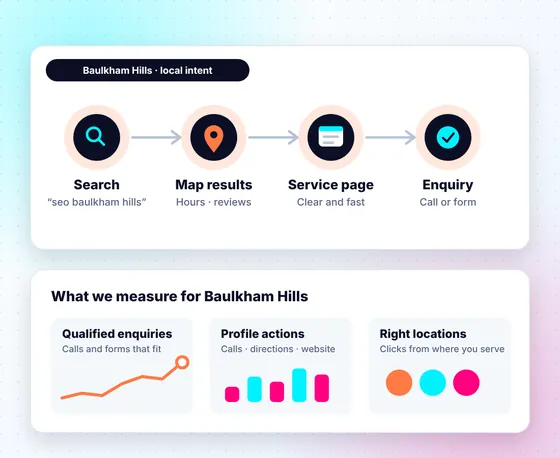 Baulkham Hills · local intent
Search
Map results
Service page
Enquiry
“seo baulkham hills”
Hours · reviews
Clear and fast
Call or form
What we measure for Baulkham Hills
Qualified enquiries
Profile actions
Right locations
Calls and forms that fit
Calls · directions · website
Clicks from where you serve